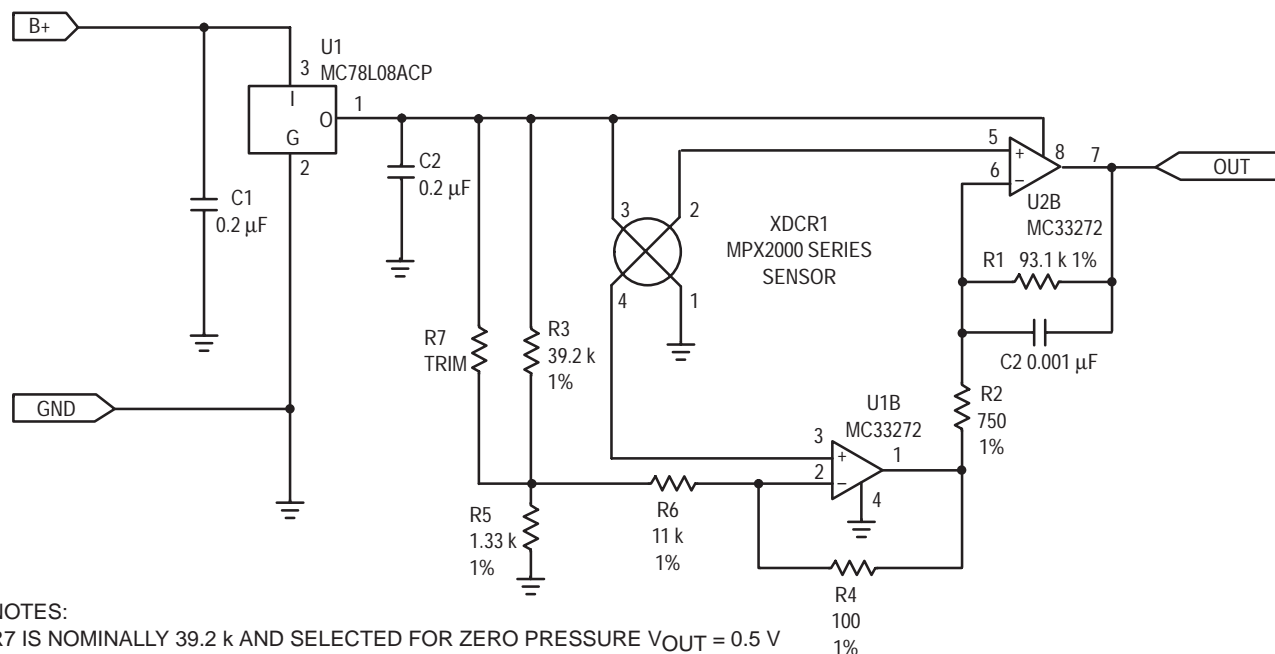 B+
U1
MC78L08ACP
3
I
O
G
1
2
C1
0.2 µF
C2
0.2 µF
GND
R7
TRIM
R3
39.2 k
1%
R5
1.33 k
1%
3
2
4
1
XDCR1
MPX2000 SERIES
SENSOR
5
6
+
−
8
7
OUT
U2B
MC33272
R1
93.1 k 1%
C2 0.001 µF
R2
750
1%
U1B
MC33272
3
2
+
−
1
4
R6
11 k
1%
R4
100
1%
NOTES:
R7 IS NOMINALLY 39.2 k AND SELECTED FOR ZERO PRESSURE VOUT = 0.5 V